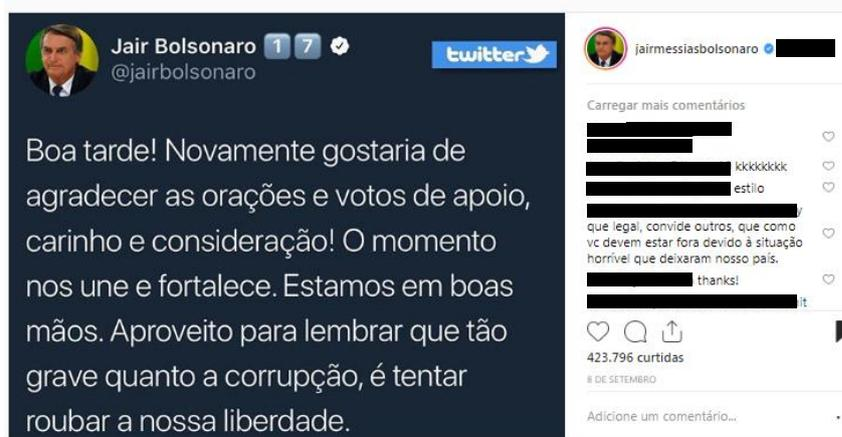 Jair Bolsonaro 1️⃣ 7️⃣
@jairbolsonaro
twitter
Boa tarde! Novamente gostaria de
agradecer as orações e votos de apoio,
carinho e consideração! O momento
nos une e fortalece. Estamos em boas
mãos. Aproveito para lembrar que tão
grave quanto a corrupção, é tentar
roubar a nossa liberdade.
jairmessiasbolsonaro
Carregar mais comentários
kkkkkkkk
estilo
y
que legal, convide outros, que como
vc devem estar fora devido à situação
horrível que deixaram nosso país.
thanks!
423.796 curtidas
8 DE SETEMBRO
Adicione um comentário...